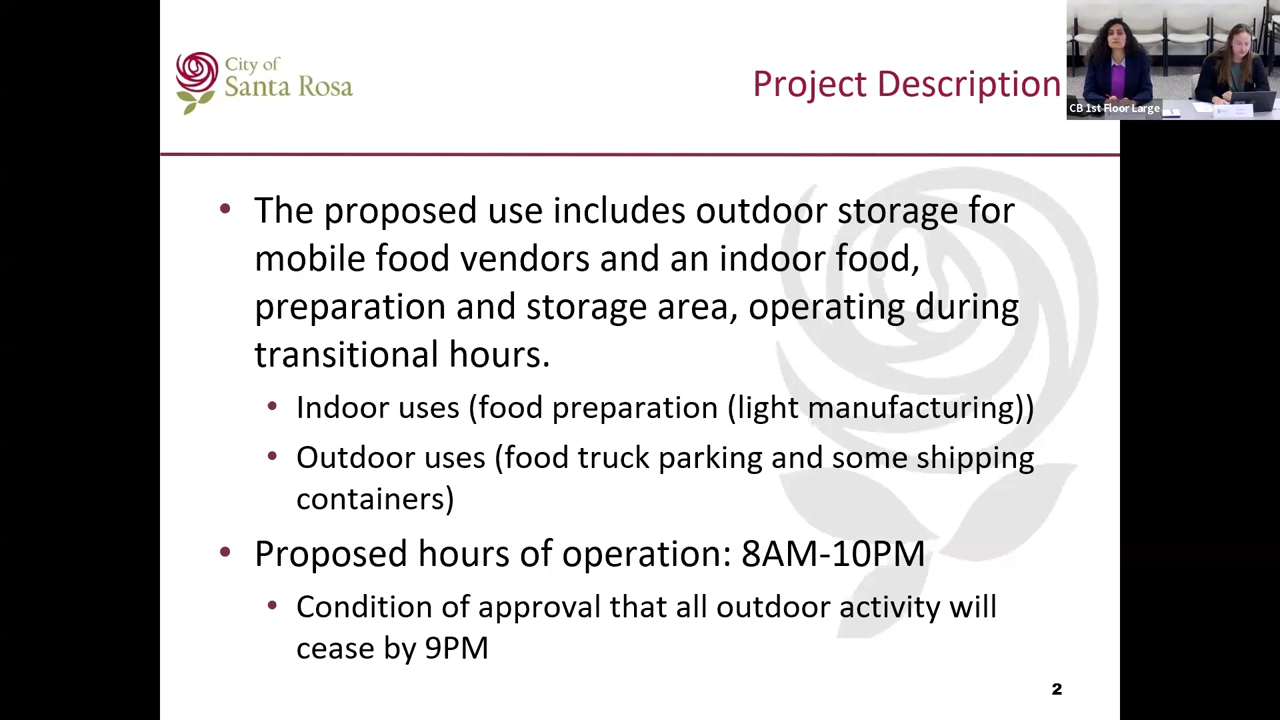 City of
Santa Rosa
Project Description
CB 1st Floor Large
• The proposed use includes outdoor storage for
mobile food vendors and an indoor food,
preparation and storage area, operating during
transitional hours.
• Indoor uses (food preparation (light manufacturing))
• Outdoor uses (food truck parking and some shipping
containers)
• Proposed hours of operation: 8AM-10PM
• Condition of approval that all outdoor activity will
cease by 9PM
2